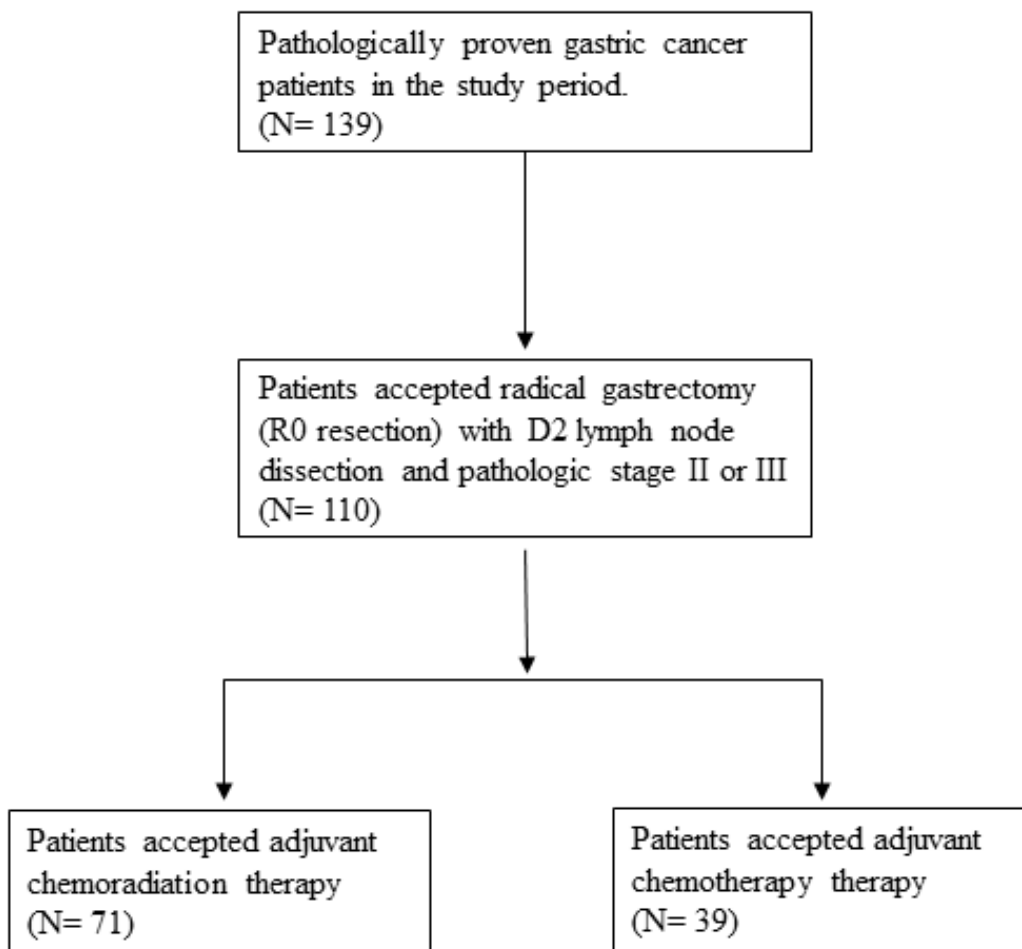 Pathologically proven gastric cancer
patients in the study period.
(N= 139)
Patients accepted radical gastrectomy
(R0 resection) with D2 lymph node
dissection and pathologic stage II or III
(N= 110)
Patients accepted adjuvant
chemoradiation therapy
(N= 71)
Patients accepted adjuvant
chemotherapy therapy
(N= 39)